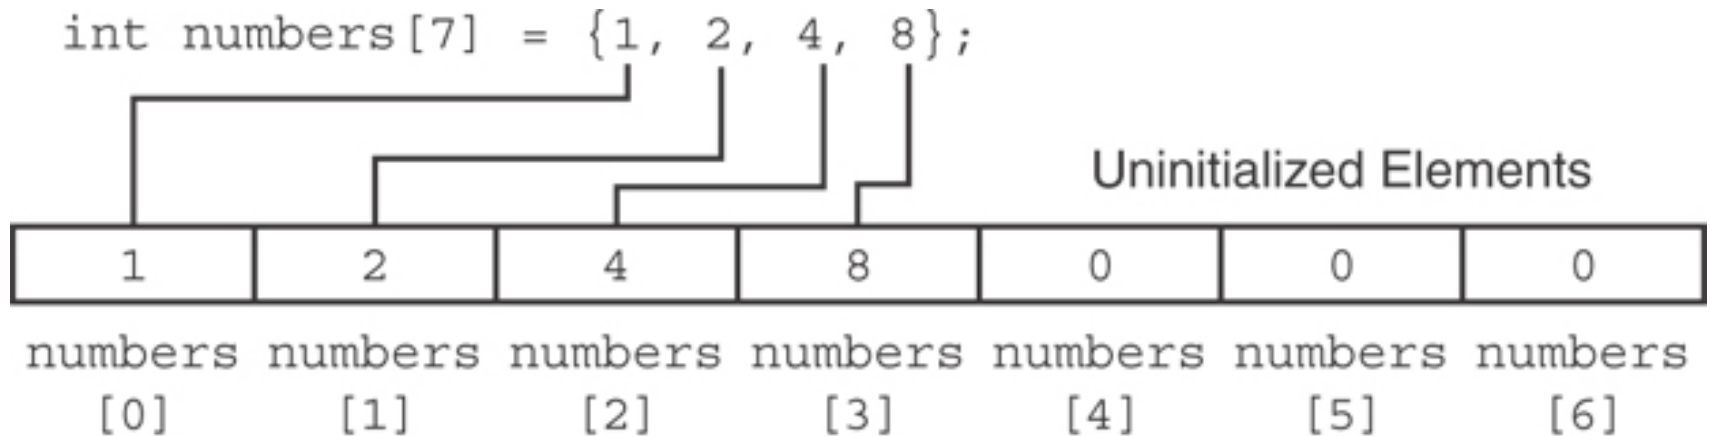 int numbers[7] = {1, 2, 4, 8};
Uninitialized Elements
1 2 4 8 0 0 0
numbers numbers numbers numbers numbers numbers numbers
[0] [1] [2] [3] [4] [5] [6]